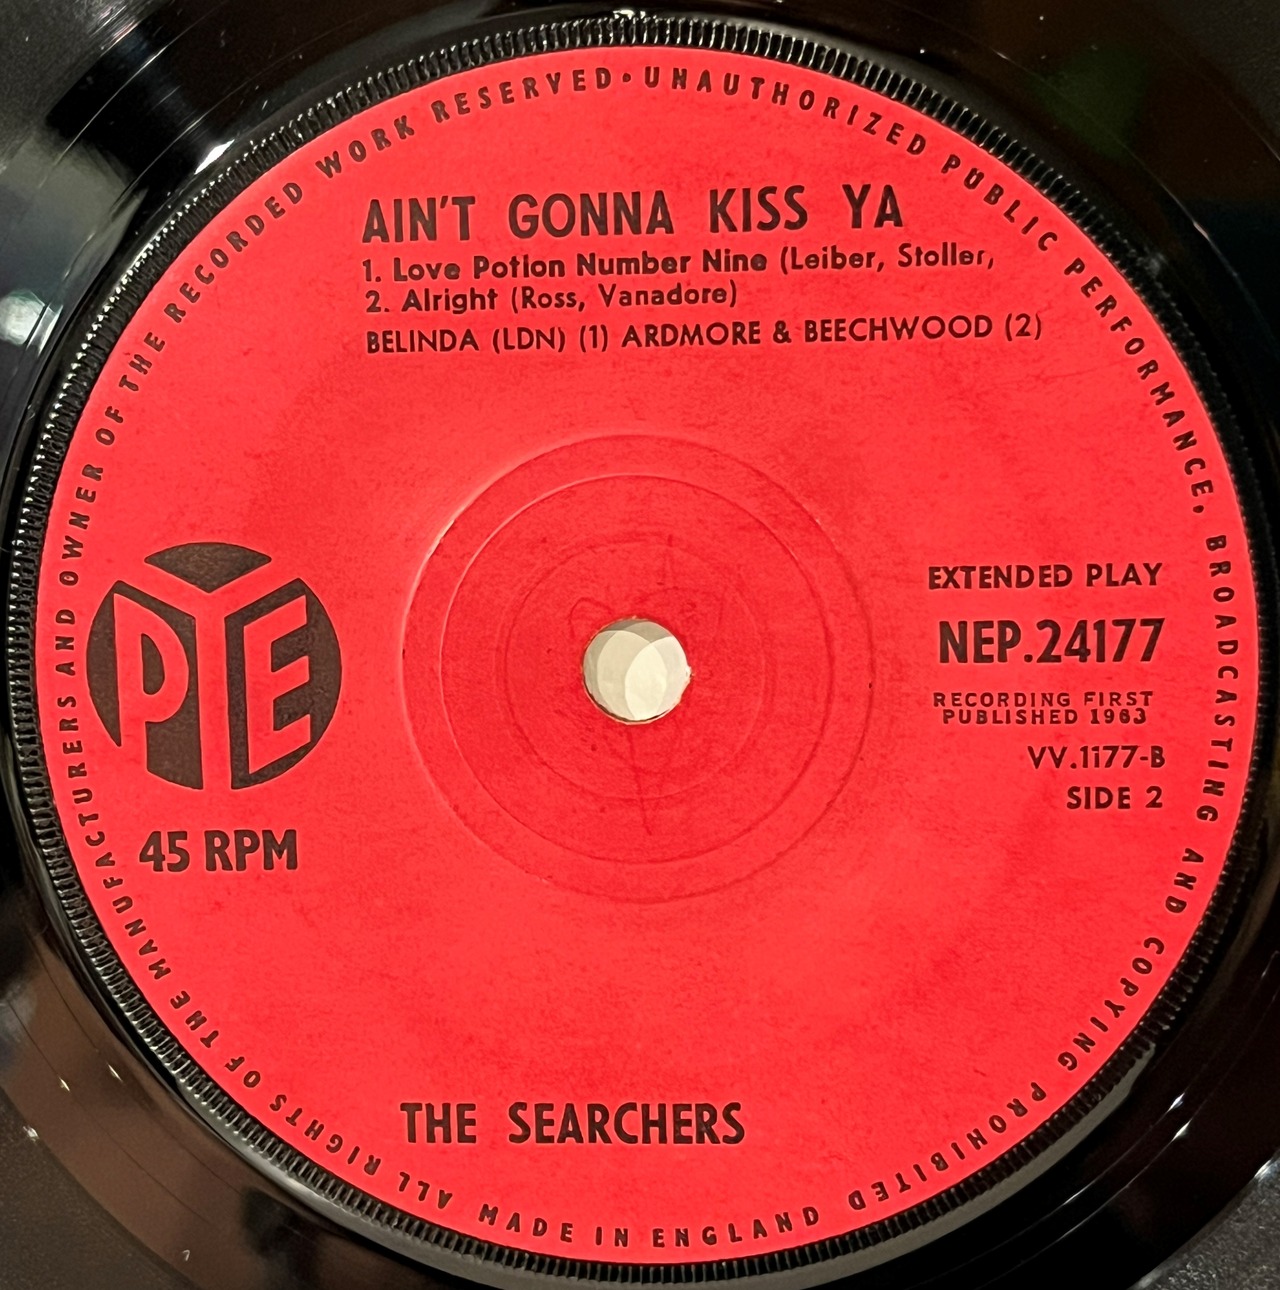 ALL RIGHTS OF THE MANUFACTURERS AND OWNER OF THE RECORDED WORK RESERVED · UNAUTHORIZED PUBLIC PERFORMANCE, BROADCASTING AND COPYING PROHIBITED
AIN'T GONNA KISS YA
1. Love Potion Number Nine (Leiber, Stoller,
2. Alright (Ross, Vanadore)
BELINDA (LDN) (1) ARDMORE & BEECHWOOD (2)
PYE
45 RPM
EXTENDED PLAY
NEP.24177
RECORDING FIRST
PUBLISHED 1963
VV.1177-B
SIDE 2
THE SEARCHERS
MADE IN ENGLAND